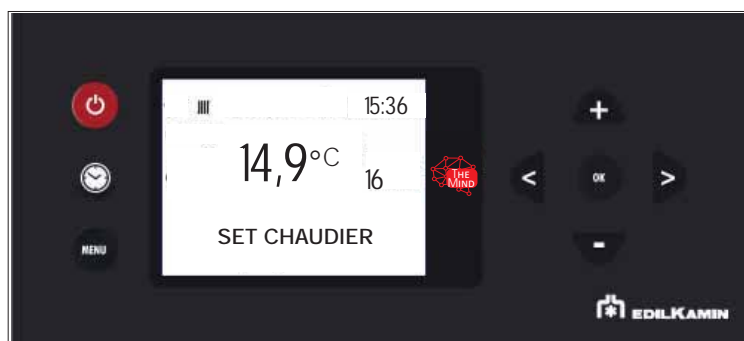 15:36
14,9°C
16
THE
MIND
SET CHAUDIER
MENU
+
<
OK
>
-
EDILKAMIN